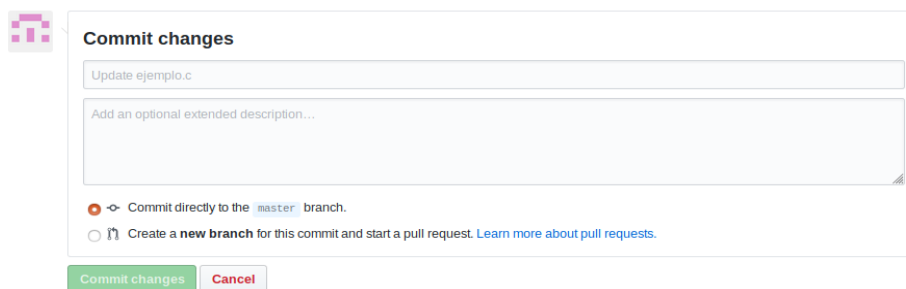 Commit changes
Update ejemplo.c
Add an optional extended description…
Commit directly to the master branch.
Create a new branch for this commit and start a pull request. Learn more about pull requests.
Commit changes Cancel